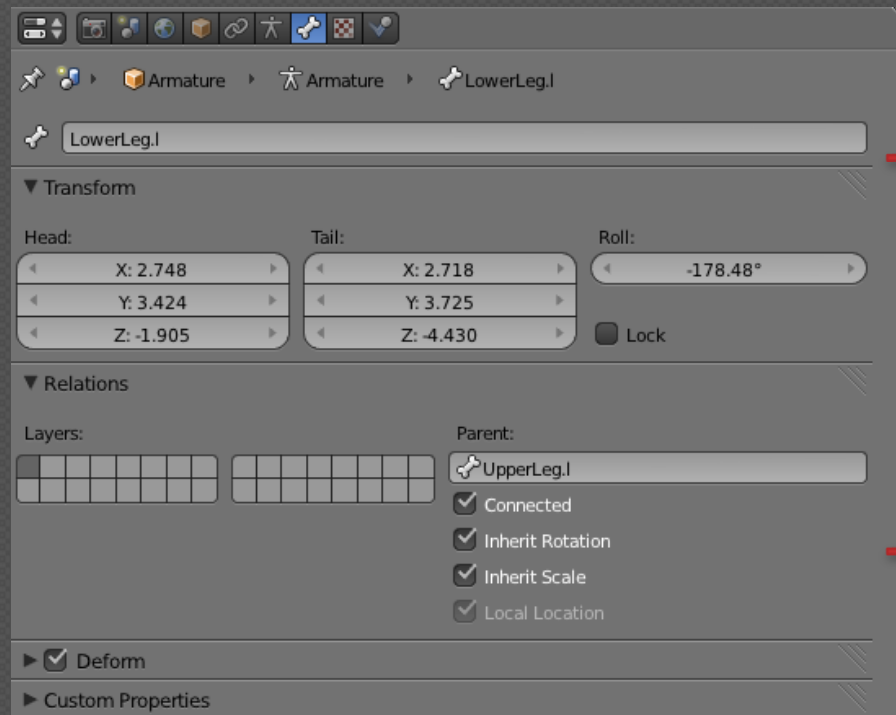 Armature Armature LowerLeg.l
LowerLeg.l
Transform
Head: Tail: Roll:
X: 2.748 X: 2.718 -178.48°
Y: 3.424 Y: 3.725
Z: -1.905 Z: -4.430 Lock
Relations
Layers: Parent:
UpperLeg.l
Connected
Inherit Rotation
Inherit Scale
Local Location
Deform
Custom Properties